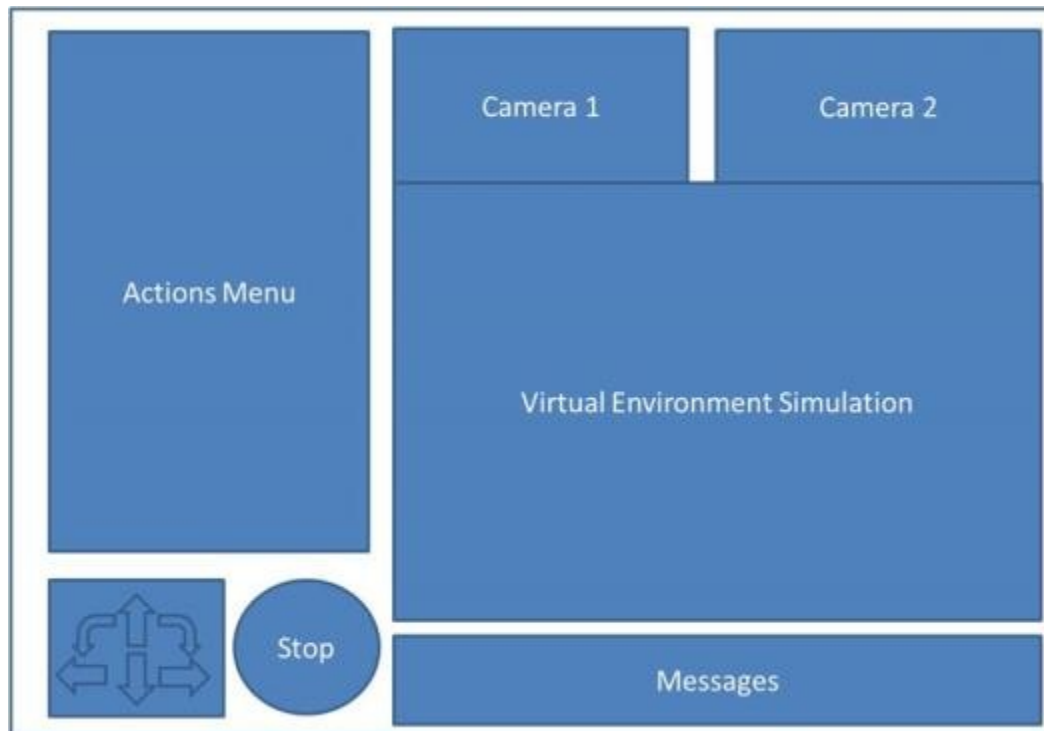 Camera 1
Camera 2
Actions Menu
Virtual Environment Simulation
Stop
Messages